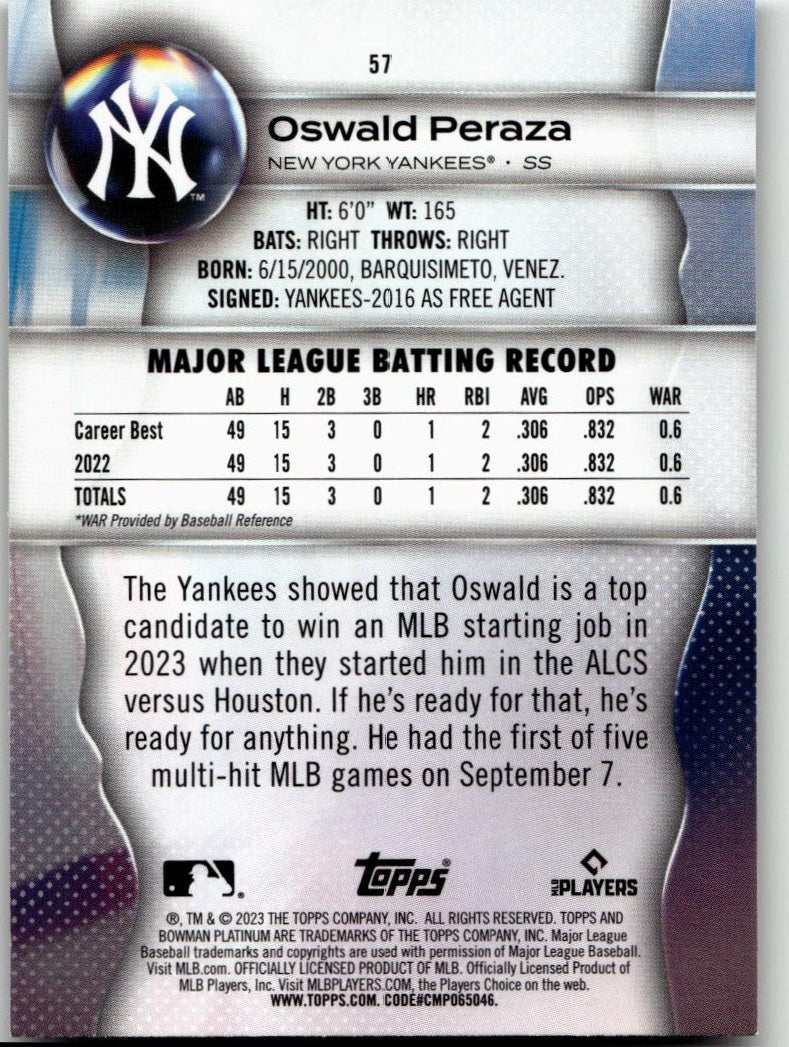 57
NY
™
Oswald Peraza
NEW YORK YANKEES® · SS
HT: 6'0" WT: 165
BATS: RIGHT THROWS: RIGHT
BORN: 6/15/2000, BARQUISIMETO, VENEZ.
SIGNED: YANKEES-2016 AS FREE AGENT
MAJOR LEAGUE BATTING RECORD
AB H 2B 3B HR RBI AVG OPS WAR
Career Best 49 15 3 0 1 2 .306 .832 0.6
2022 49 15 3 0 1 2 .306 .832 0.6
TOTALS 49 15 3 0 1 2 .306 .832 0.6
*WAR Provided by Baseball Reference
The Yankees showed that Oswald is a top
candidate to win an MLB starting job in
2023 when they started him in the ALCS
versus Houston. If he's ready for that, he's
ready for anything. He had the first of five
multi-hit MLB games on September 7.
® topps® MLB PLAYERS
®, TM & © 2023 THE TOPPS COMPANY, INC. ALL RIGHTS RESERVED. TOPPS AND
BOWMAN PLATINUM ARE TRADEMARKS OF THE TOPPS COMPANY, INC. Major League
Baseball trademarks and copyrights are used with permission of Major League Baseball.
Visit MLB.com. OFFICIALLY LICENSED PRODUCT OF MLB. Officially Licensed Product of
MLB Players, Inc. Visit MLBPLAYERS.COM, the Players Choice on the web.
WWW.TOPPS.COM. CODE#CMP065046.